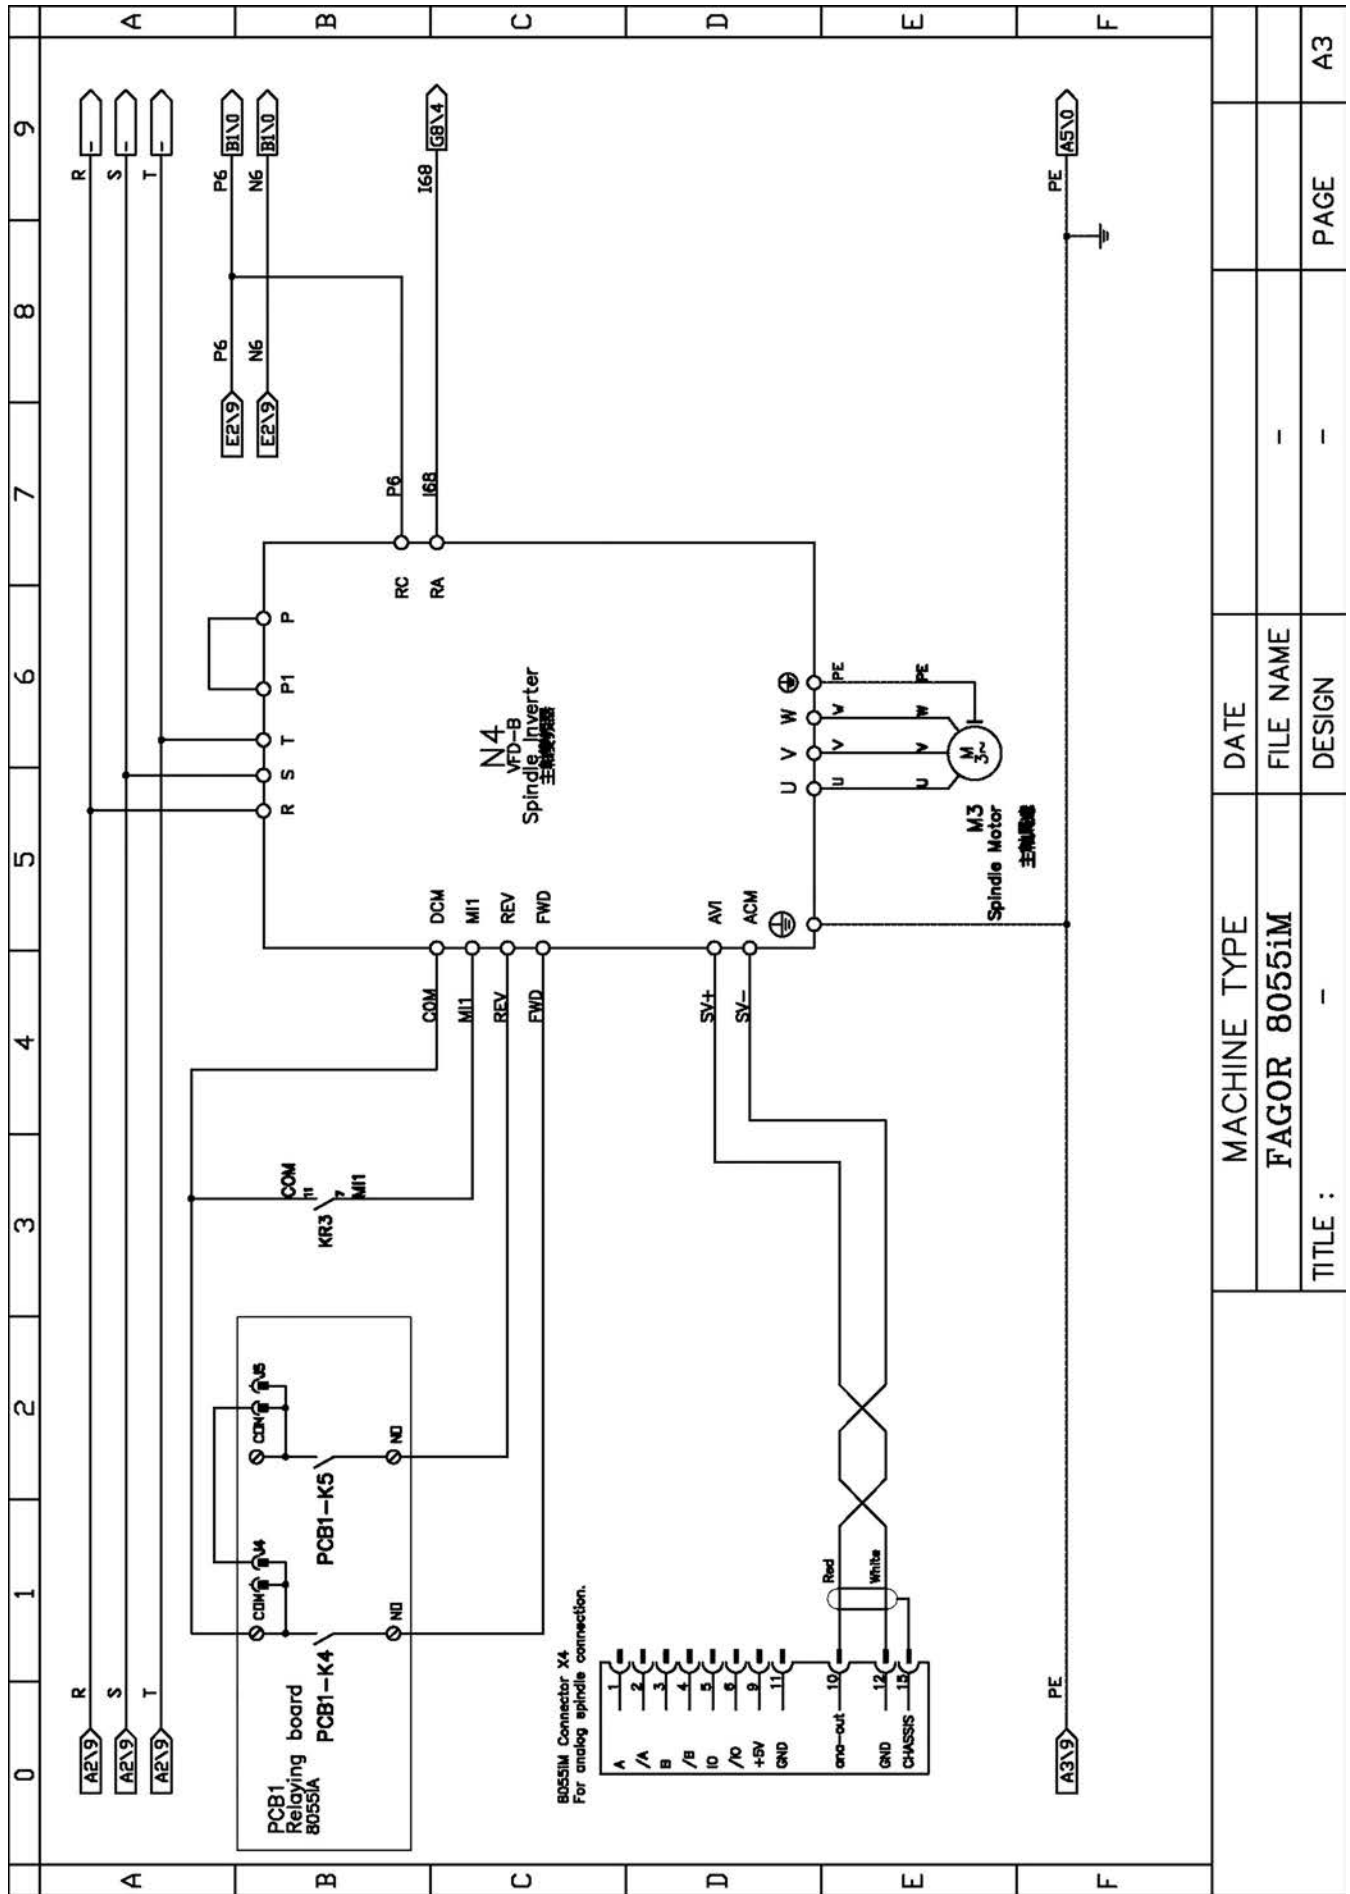 0 1 2 3 4 5 6 7 8 9
A A
A2\9 R R -
A2\9 S S -
A2\9 T T -
B B
E2\9 P6 P6 B1\0
E2\9 N6 N6 B1\0
PCB1
Relaying board
8055iA
COM J4 COM J5
PCB1-K4 PCB1-K5
NO NO
COM
11
KR3
7
MI1
R S T P1 P
P6 RC
I68 RA I68 G8\4
COM DCM
MI1 MI1
REV REV
FWD FWD
C C
N4
VFD-B
Spindle Inverter
SV+ AVI
SV- ACM
U V W
U V W PE
U V W PE
M
3~
M3
Spindle Motor
8055iM Connector X4
For analog spindle connection.
A 1
/A 2
B 3
/B 4
I0 5
/I0 6
+5V 9
GND 11
ana-out 10
GND 12
CHASSIS 15
Red
White
D D
E E
A3\9 PE PE A5\0
F F
MACHINE TYPE DATE
FAGOR 8055iM FILE NAME -
TITLE : - DESIGN - PAGE A3